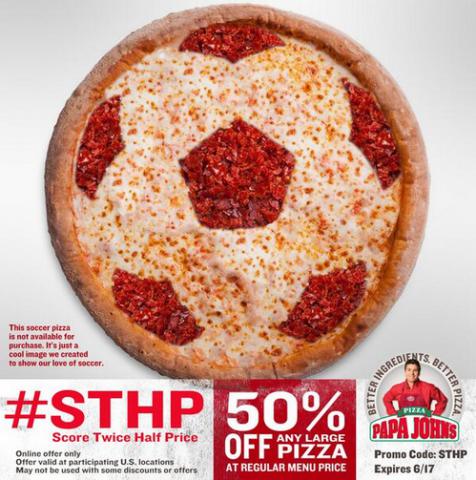 This soccer pizza
is not available for
purchase. It's just a
cool image we created
to show our love of soccer.
#STHP
Score Twice Half Price
Online offer only
Offer valid at participating U.S. locations
May not be used with some discounts or offers
50%
OFF ANY LARGE PIZZA
AT REGULAR MENU PRICE
BETTER INGREDIENTS. BETTER PIZZA.
PIZZA
PAPA JOHNS
Promo Code: STHP
Expires 6/17